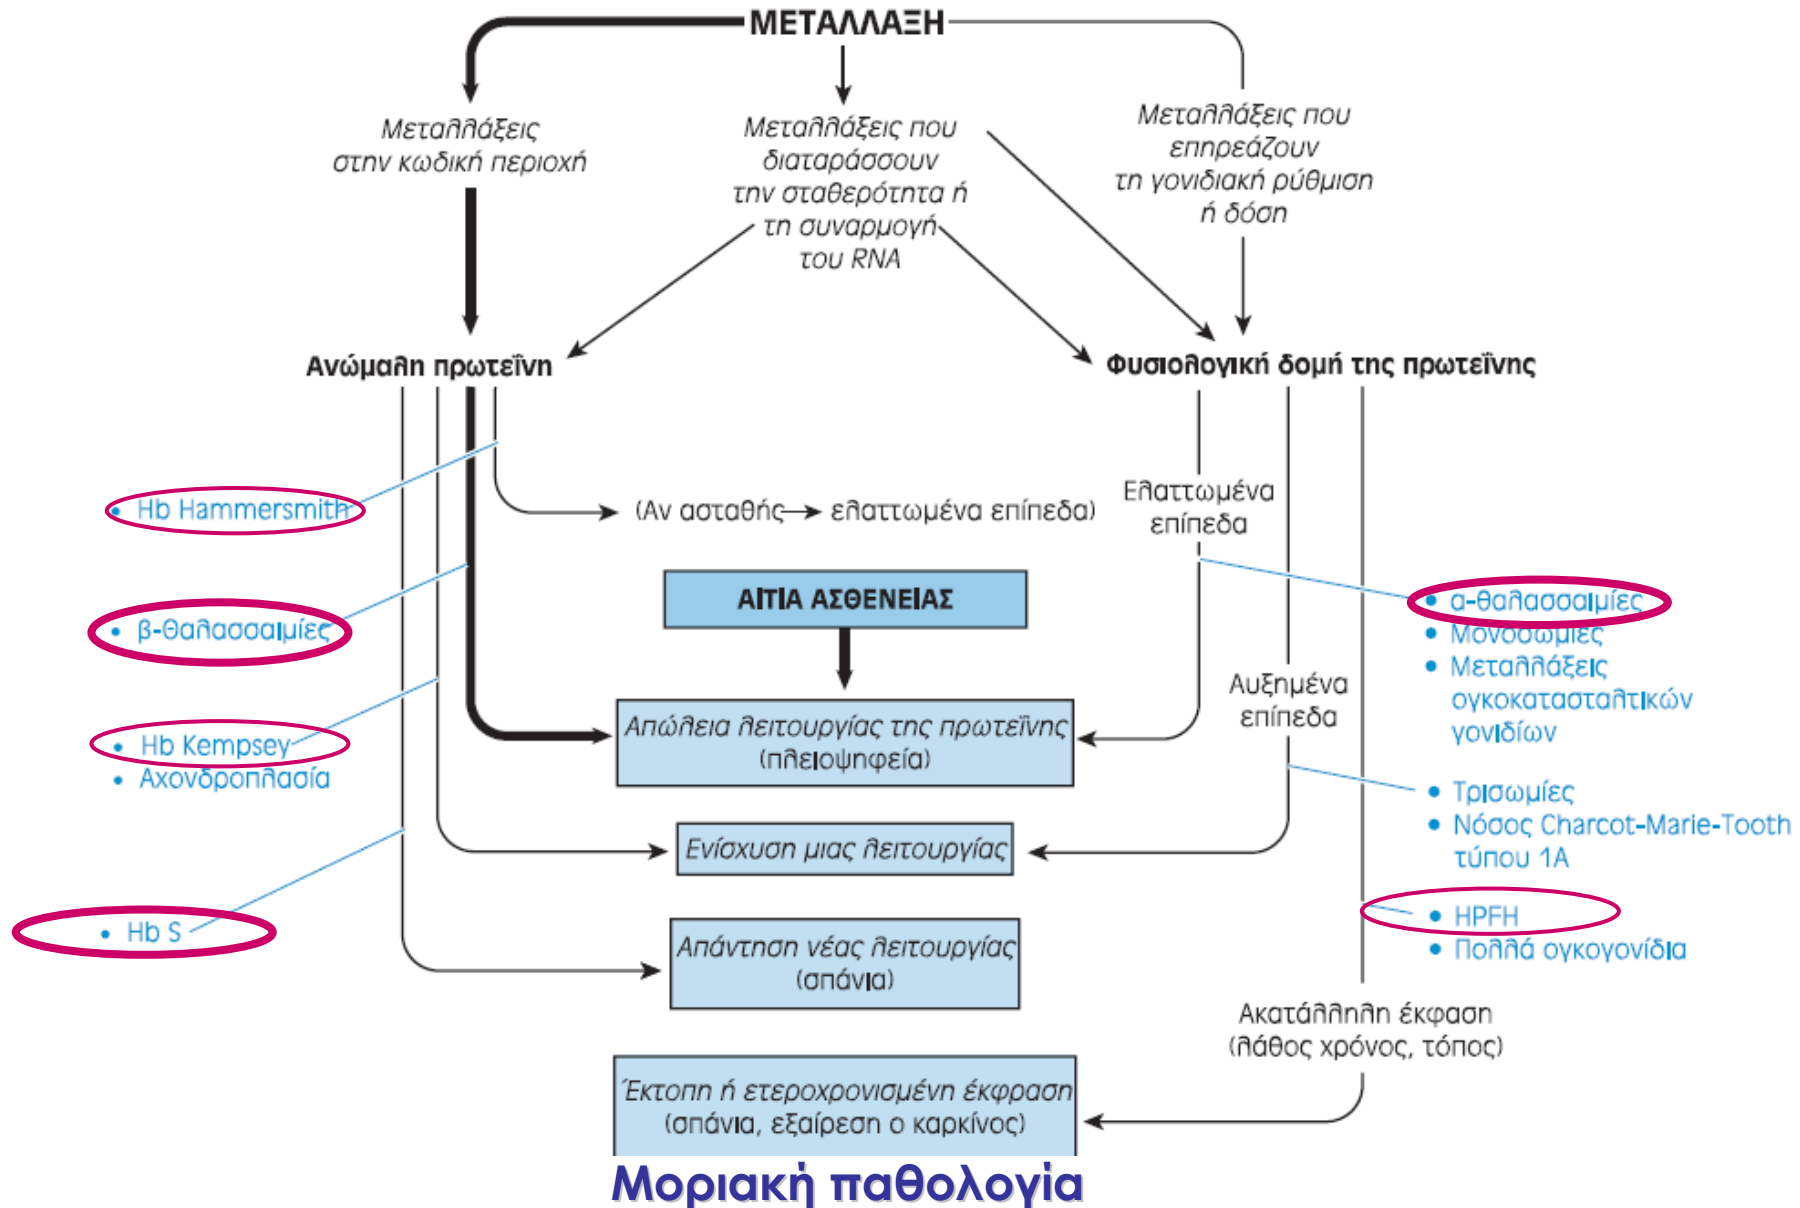 ΜΕΤΑΛΛΑΞΗ
Μεταλλάξεις
στην κωδική περιοχή
Μεταλλάξεις που
διαταράσσουν
την σταθερότητα ή
τη συναρμογή
του RNA
Μεταλλάξεις που
επηρεάζουν
τη γονιδιακή ρύθμιση
ή δόση
Ανώμαλη πρωτεΐνη
Φυσιολογική δομή της πρωτεΐνης
• Hb Hammersmith
• β-θαλασσαιμίες
• Hb Kempsey
• Αχονδροπλασία
• Hb S
(Αν ασταθής → ελαττωμένα επίπεδα)
ΑΙΤΙΑ ΑΣΘΕΝΕΙΑΣ
Απώλεια λειτουργίας της πρωτεΐνης
(πλειοψηφεία)
Ενίσχυση μιας λειτουργίας
Απάντηση νέας λειτουργίας
(σπάνια)
Έκτοπη ή ετεροχρονισμένη έκφραση
(σπάνια, εξαίρεση ο καρκίνος)
Ελαττωμένα
επίπεδα
Αυξημένα
επίπεδα
Ακατάλληλη έκφαση
(λάθος χρόνος, τόπος)
• α-θαλασσαιμίες
• Μονοσωμίες
• Μεταλλάξεις
ογκοκατασταλτικών
γονιδίων
• Τρισωμίες
• Νόσος Charcot-Marie-Tooth
τύπου 1A
• HPFH
• Πολλά ογκογονίδια
Μοριακή παθολογία